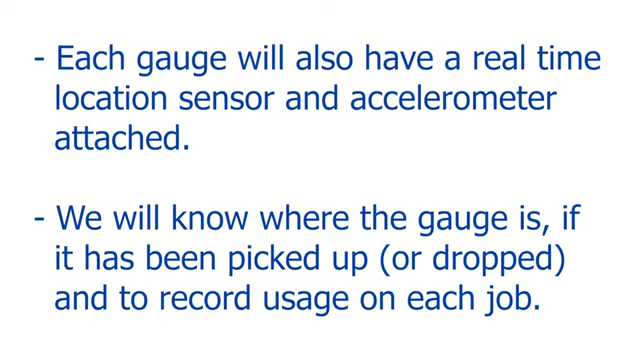 - Each gauge will also have a real time
location sensor and accelerometer
attached.
- We will know where the gauge is, if
it has been picked up (or dropped)
and to record usage on each job.